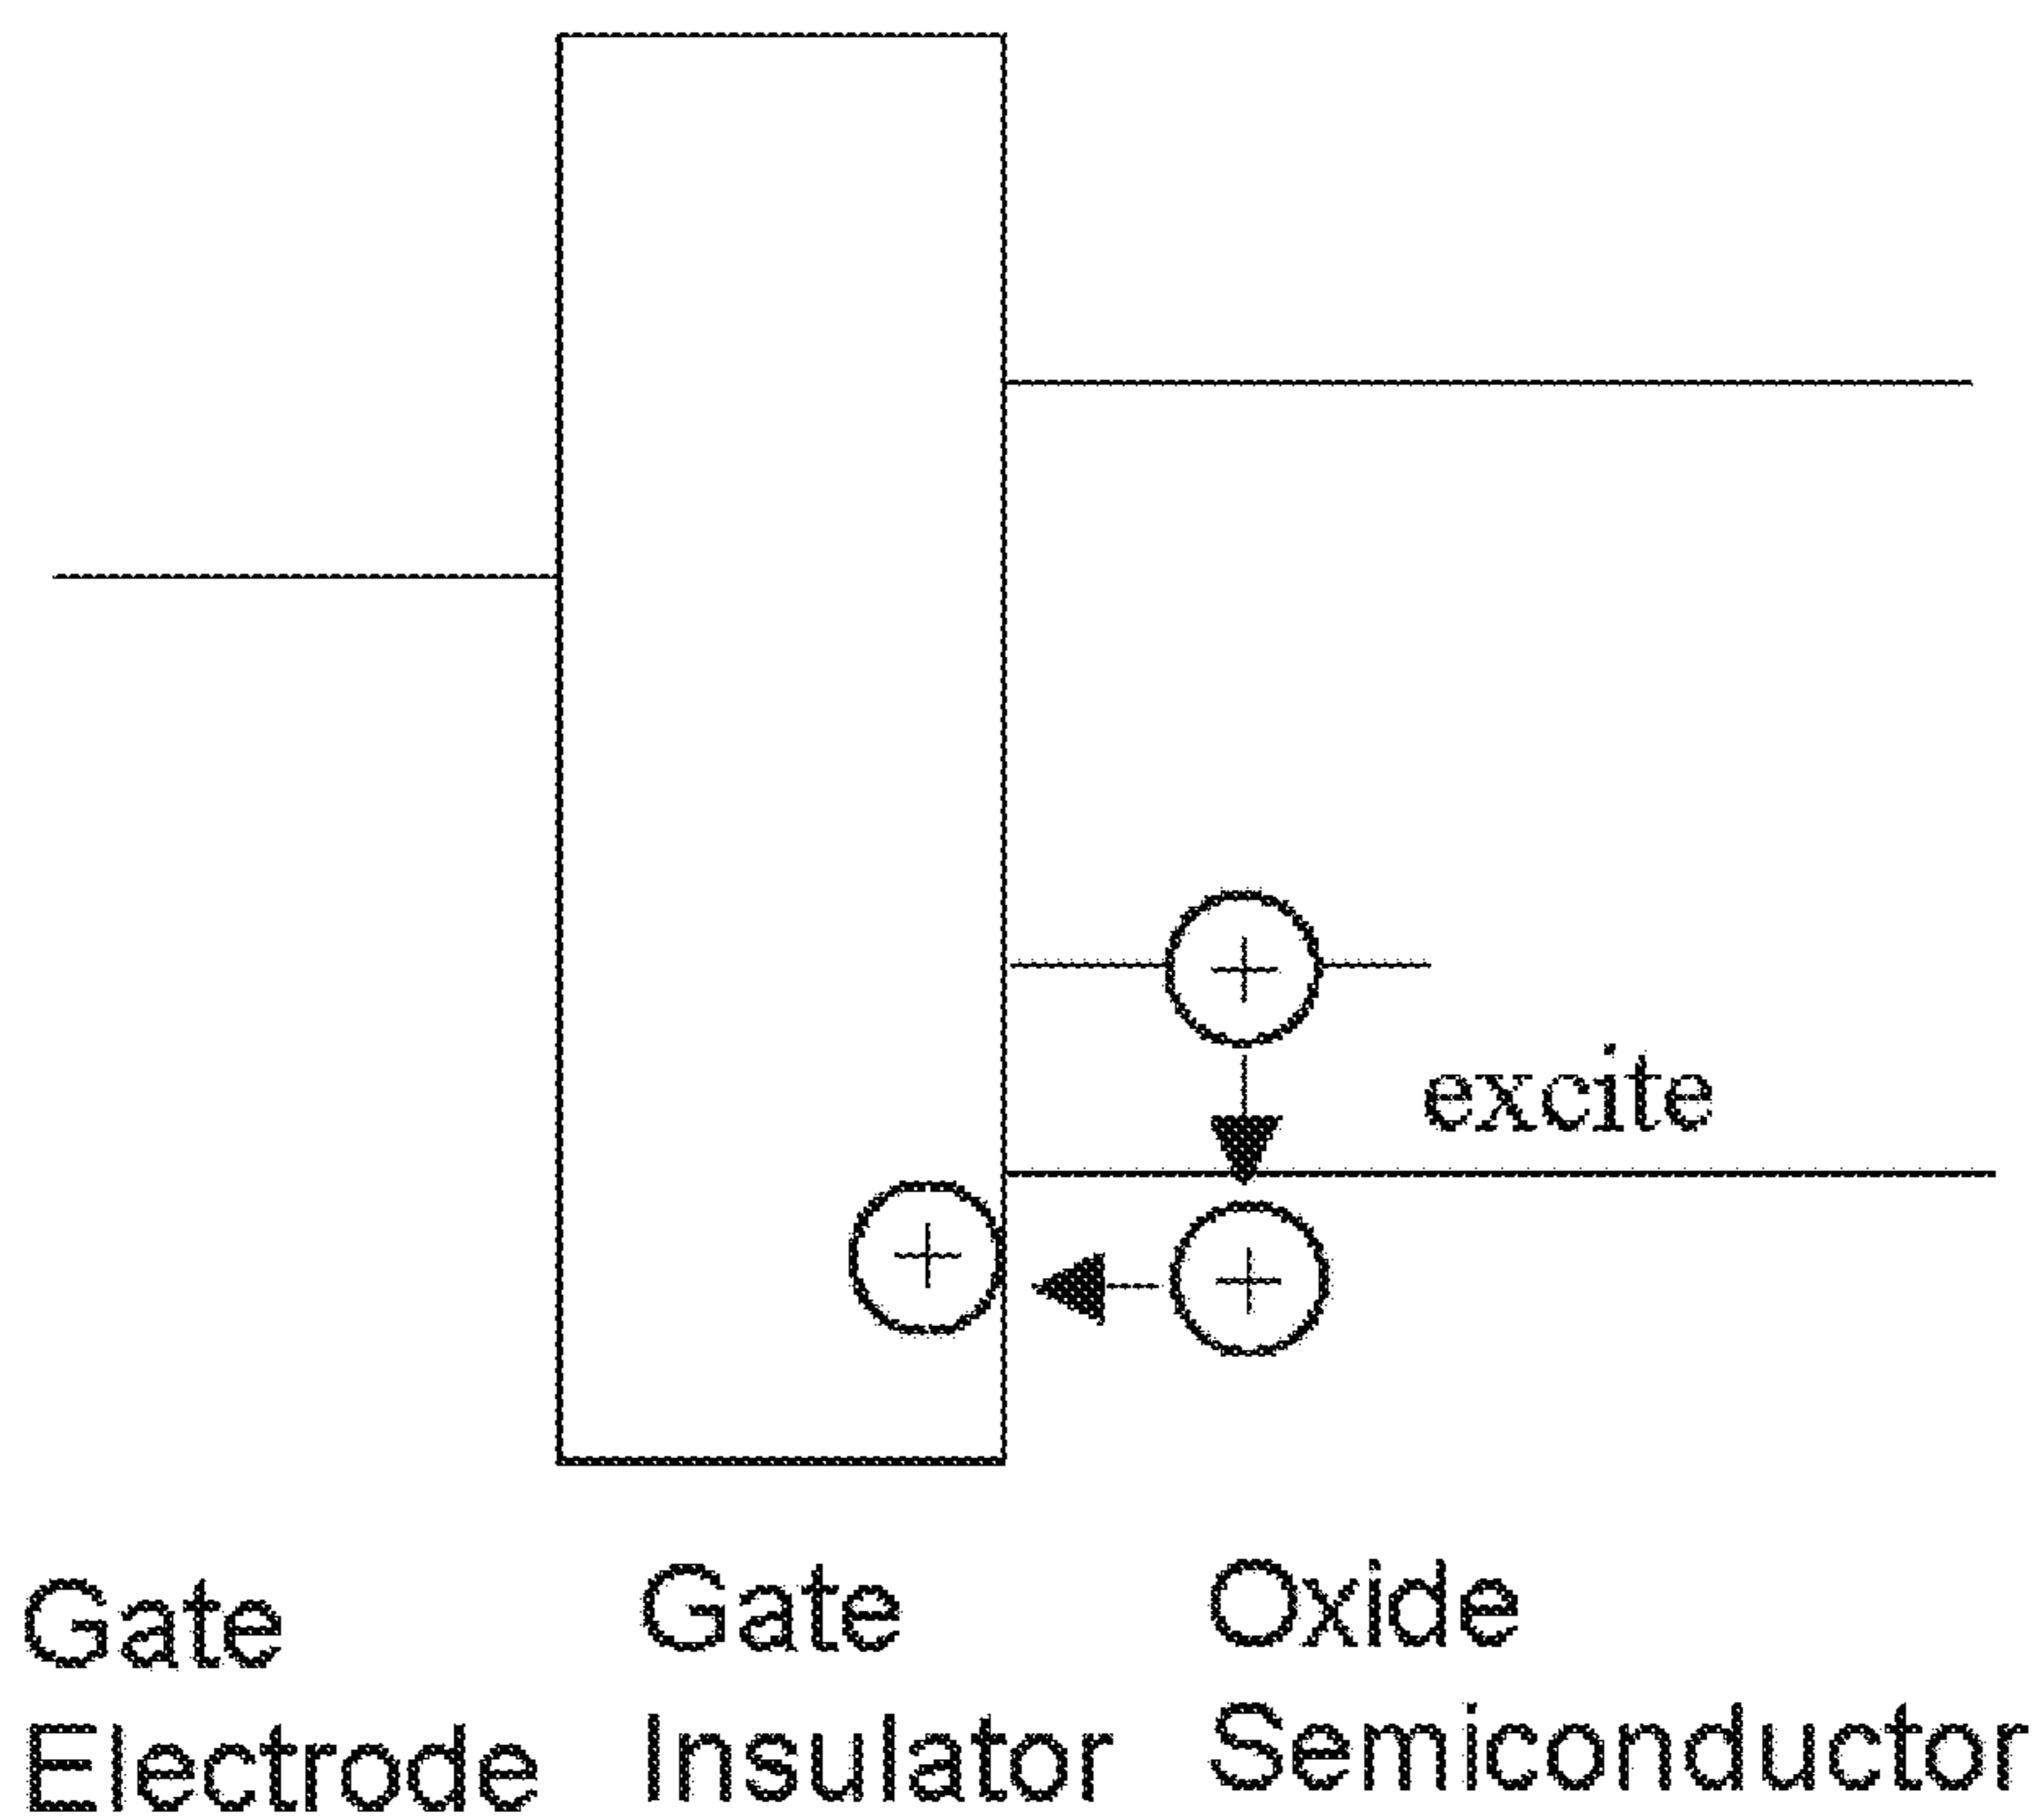 excite
Gate
Electrode
Gate
Insulator
Oxide
Semiconductor